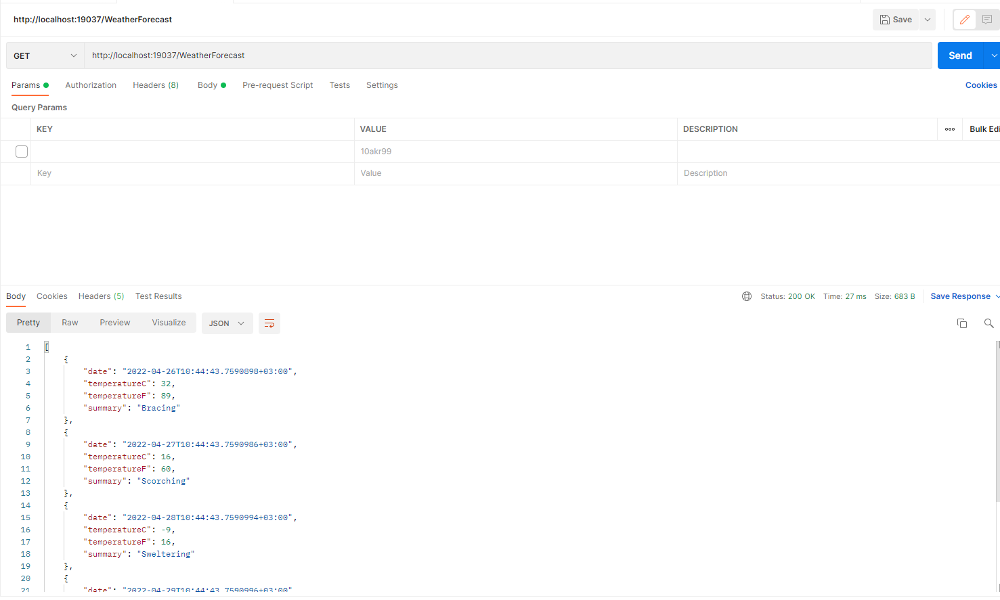 http://localhost:19037/WeatherForecast Save
GET http://localhost:19037/WeatherForecast Send
Params Authorization Headers (8) Body Pre-request Script Tests Settings Cookies
Query Params
KEY VALUE DESCRIPTION Bulk Edi
10akr99
Key Value Description
Body Cookies Headers (5) Test Results Status: 200 OK Time: 27 ms Size: 683 B Save Response
Pretty Raw Preview Visualize JSON
1 [
2 {
3 "date": "2022-04-26T10:44:43.7590898+03:00",
4 "temperatureC": 32,
5 "temperatureF": 89,
6 "summary": "Bracing"
7 },
8 {
9 "date": "2022-04-27T10:44:43.7590986+03:00",
10 "temperatureC": 16,
11 "temperatureF": 60,
12 "summary": "Scorching"
13 },
14 {
15 "date": "2022-04-28T10:44:43.7590994+03:00",
16 "temperatureC": -9,
17 "temperatureF": 16,
18 "summary": "Sweltering"
19 },
20 {
21 "date": "2022-04-29T10:44:43.7590996+03:00"